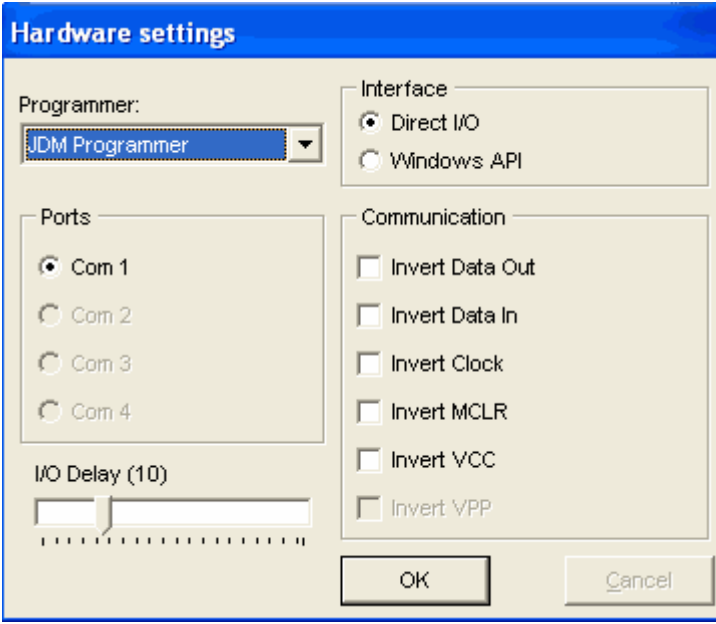 Hardware settings
Programmer:
JDM Programmer
Interface
Direct I/O
Windows API
Ports
Com 1
Com 2
Com 3
Com 4
Communication
Invert Data Out
Invert Data In
Invert Clock
Invert MCLR
Invert VCC
Invert VPP
I/O Delay (10)
OK
Cancel